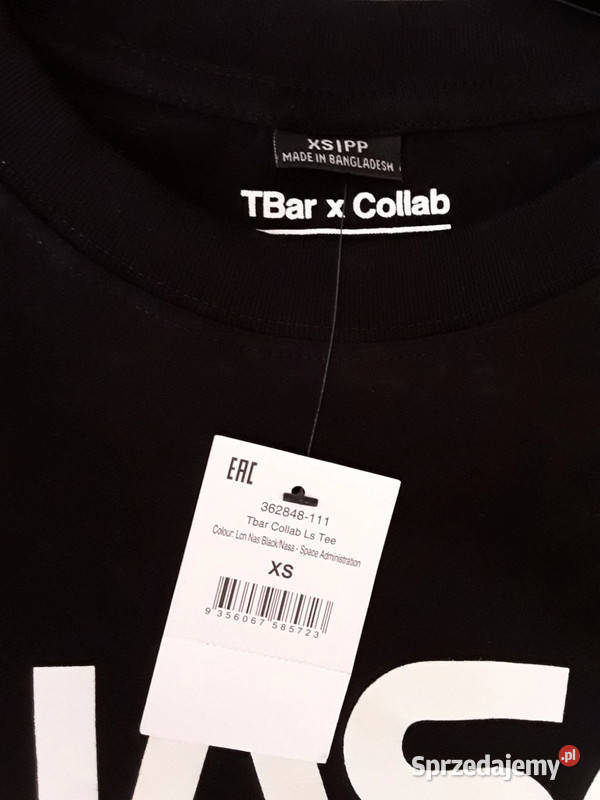 XS|PP
MADE IN BANGLADESH
TBar x Collab
EAC
362848-111
Tbar Collab Ls Tee
Colour: Lcn Nas Black/Nasa - Space Administration
XS
9 356067 585723
NASA
Sprzedajemy.pl